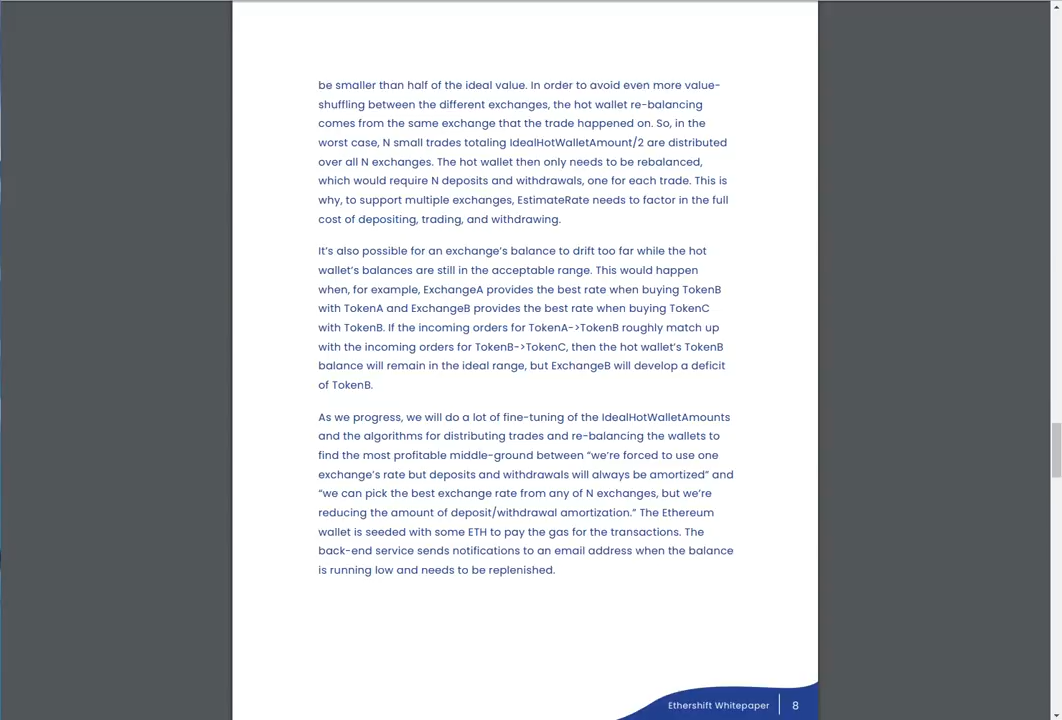 be smaller than half of the ideal value. In order to avoid even more value-
shuffling between the different exchanges, the hot wallet re-balancing
comes from the same exchange that the trade happened on. So, in the
worst case, N small trades totaling IdealHotWalletAmount/2 are distributed
over all N exchanges. The hot wallet then only needs to be rebalanced,
which would require N deposits and withdrawals, one for each trade. This is
why, to support multiple exchanges, EstimateRate needs to factor in the full
cost of depositing, trading, and withdrawing.
It’s also possible for an exchange’s balance to drift too far while the hot
wallet’s balances are still in the acceptable range. This would happen
when, for example, ExchangeA provides the best rate when buying TokenB
with TokenA and ExchangeB provides the best rate when buying TokenC
with TokenB. If the incoming orders for TokenA->TokenB roughly match up
with the incoming orders for TokenB->TokenC, then the hot wallet’s TokenB
balance will remain in the ideal range, but ExchangeB will develop a deficit
of TokenB.
As we progress, we will do a lot of fine-tuning of the IdealHotWalletAmounts
and the algorithms for distributing trades and re-balancing the wallets to
find the most profitable middle-ground between “we’re forced to use one
exchange’s rate but deposits and withdrawals will always be amortized” and
“we can pick the best exchange rate from any of N exchanges, but we’re
reducing the amount of deposit/withdrawal amortization.” The Ethereum
wallet is seeded with some ETH to pay the gas for the transactions. The
back-end service sends notifications to an email address when the balance
is running low and needs to be replenished.
Ethershift Whitepaper 8